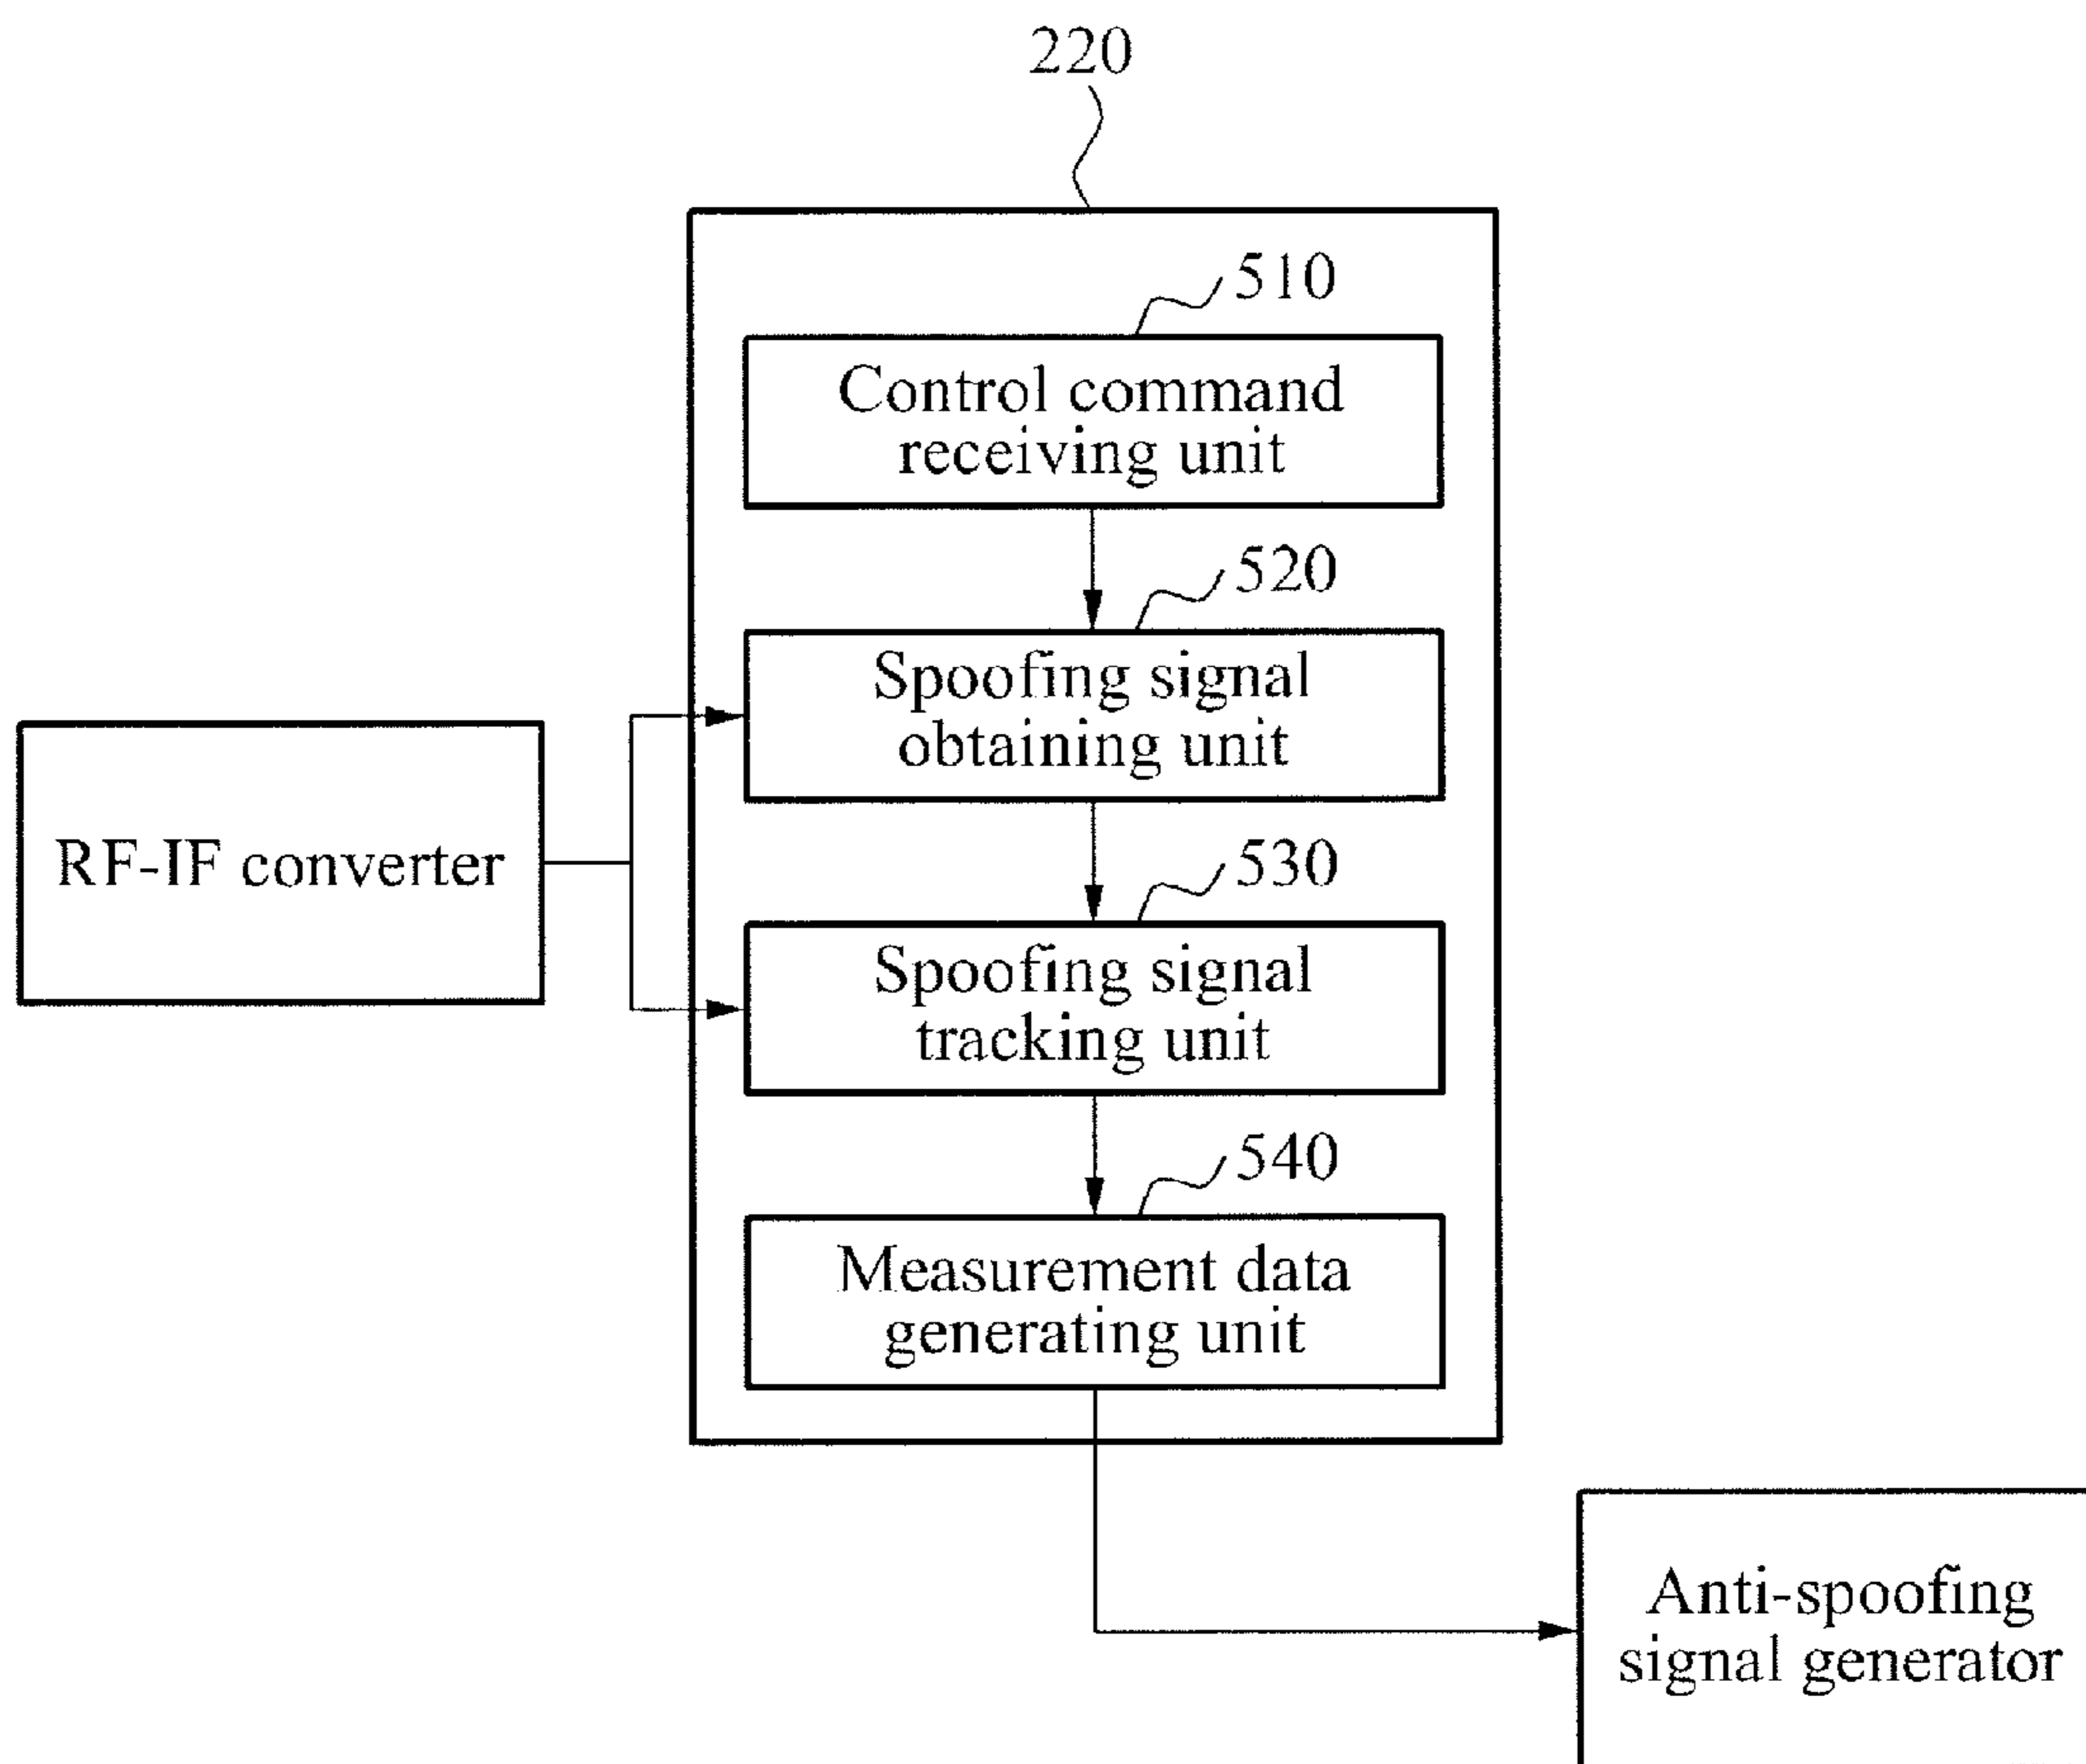 220
510
Control command
receiving unit
520
Spoofing signal
obtaining unit
RF-IF converter
530
Spoofing signal
tracking unit
540
Measurement data
generating unit
Anti-spoofing
signal generator